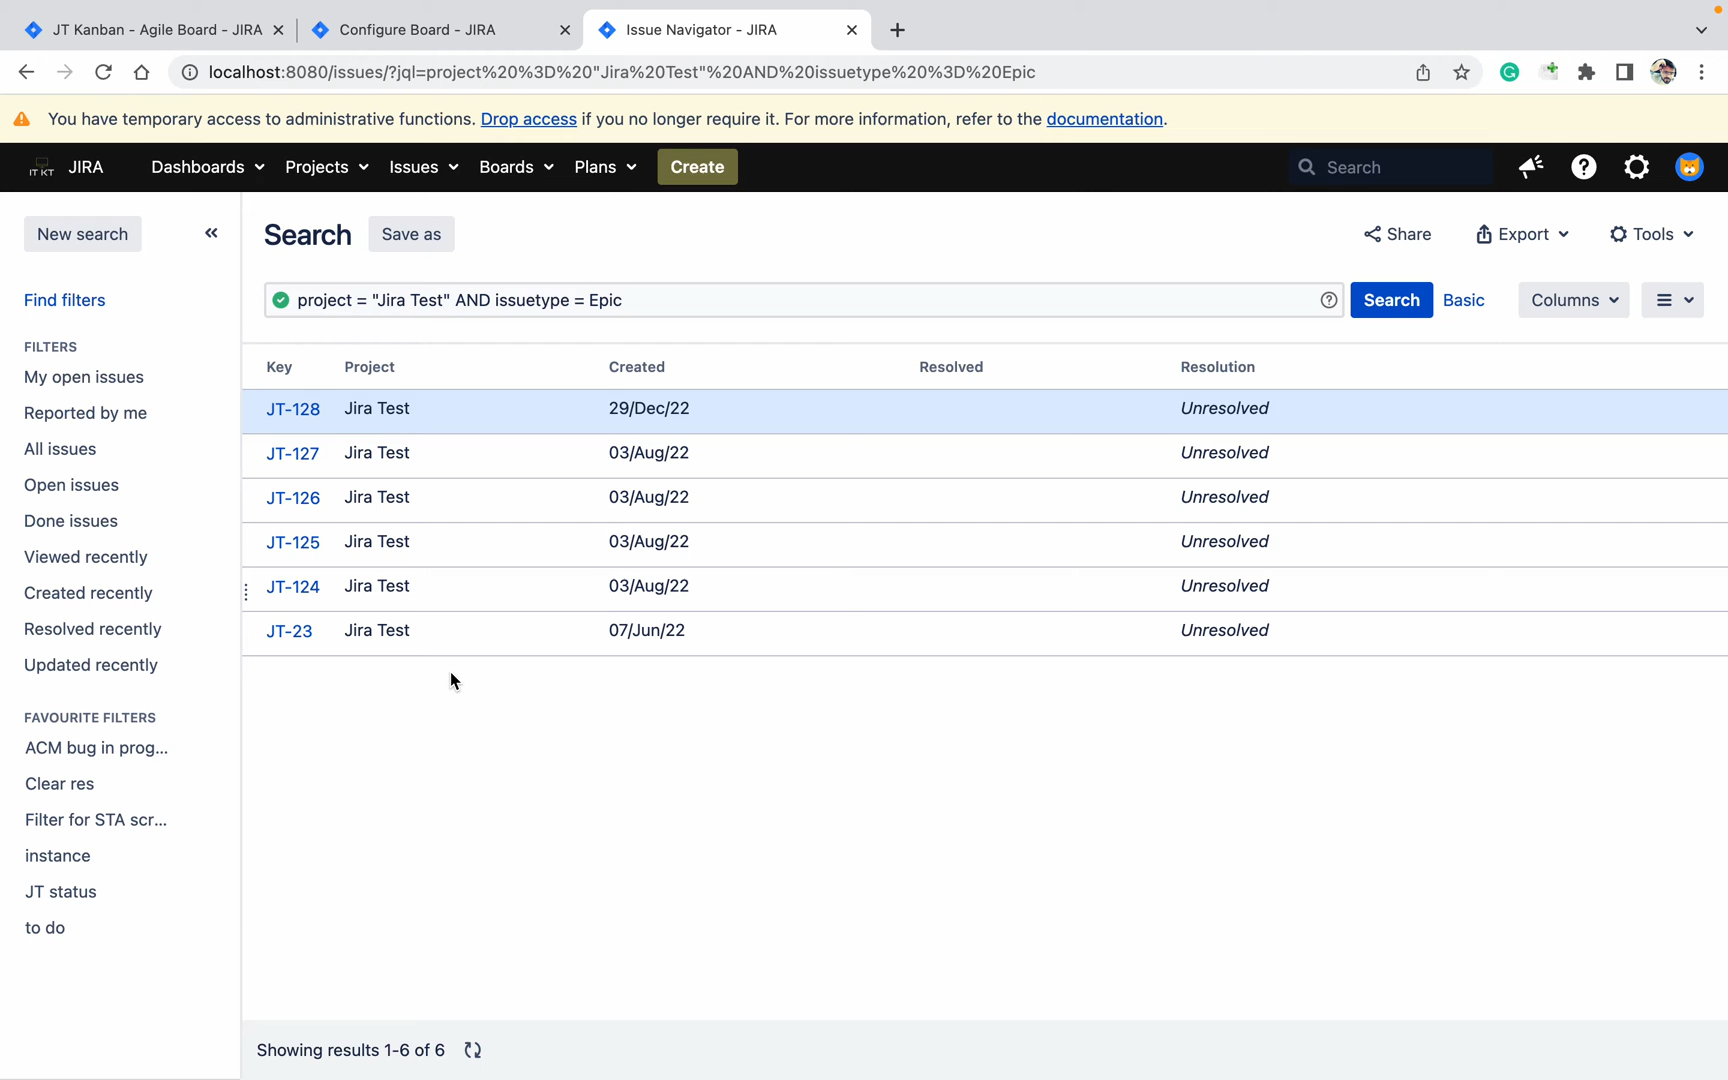 JT Kanban - Agile Board - JIRA
Configure Board - JIRA
Issue Navigator - JIRA
localhost:8080/issues/?jql=project%20%3D%20"Jira%20Test"%20AND%20issuetype%20%3D%20Epic
You have temporary access to administrative functions. Drop access if you no longer require it. For more information, refer to the documentation.
IT KT JIRA Dashboards Projects Issues Boards Plans Create Search
New search
Search Save as Share Export Tools
project = "Jira Test" AND issuetype = Epic Search Basic Columns
Find filters
FILTERS
My open issues
Reported by me
All issues
Open issues
Done issues
Viewed recently
Created recently
Resolved recently
Updated recently
FAVOURITE FILTERS
ACM bug in prog...
Clear res
Filter for STA scr...
instance
JT status
to do
Key Project Created Resolved Resolution
JT-128 Jira Test 29/Dec/22 Unresolved
JT-127 Jira Test 03/Aug/22 Unresolved
JT-126 Jira Test 03/Aug/22 Unresolved
JT-125 Jira Test 03/Aug/22 Unresolved
JT-124 Jira Test 03/Aug/22 Unresolved
JT-23 Jira Test 07/Jun/22 Unresolved
Showing results 1-6 of 6